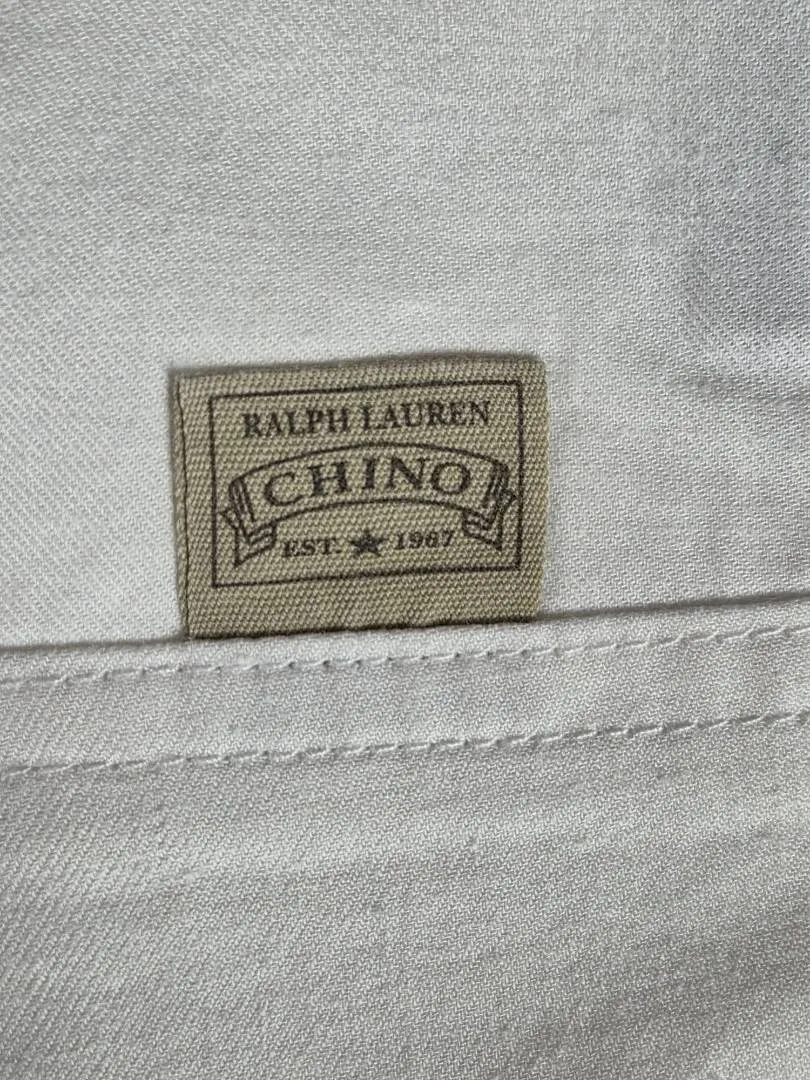 RALPH LAUREN
CHINO
EST. ★ 1967